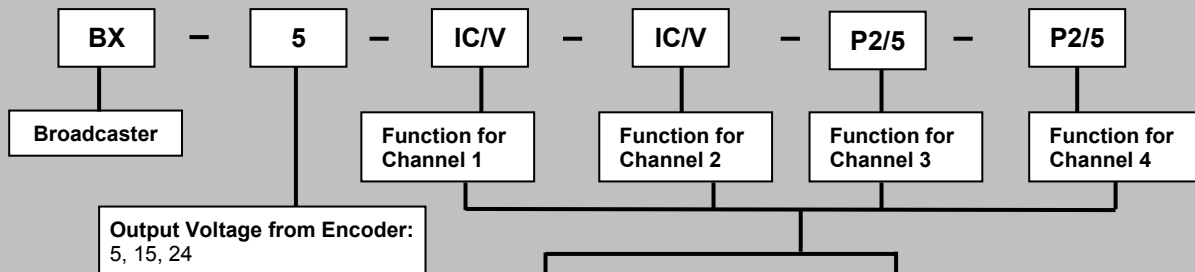 BX – 5 – IC/V – IC/V – P2/5 – P2/5
Broadcaster
Function for
Channel 1
Function for
Channel 2
Function for
Channel 3
Function for
Channel 4
Output Voltage from Encoder:
5, 15, 24